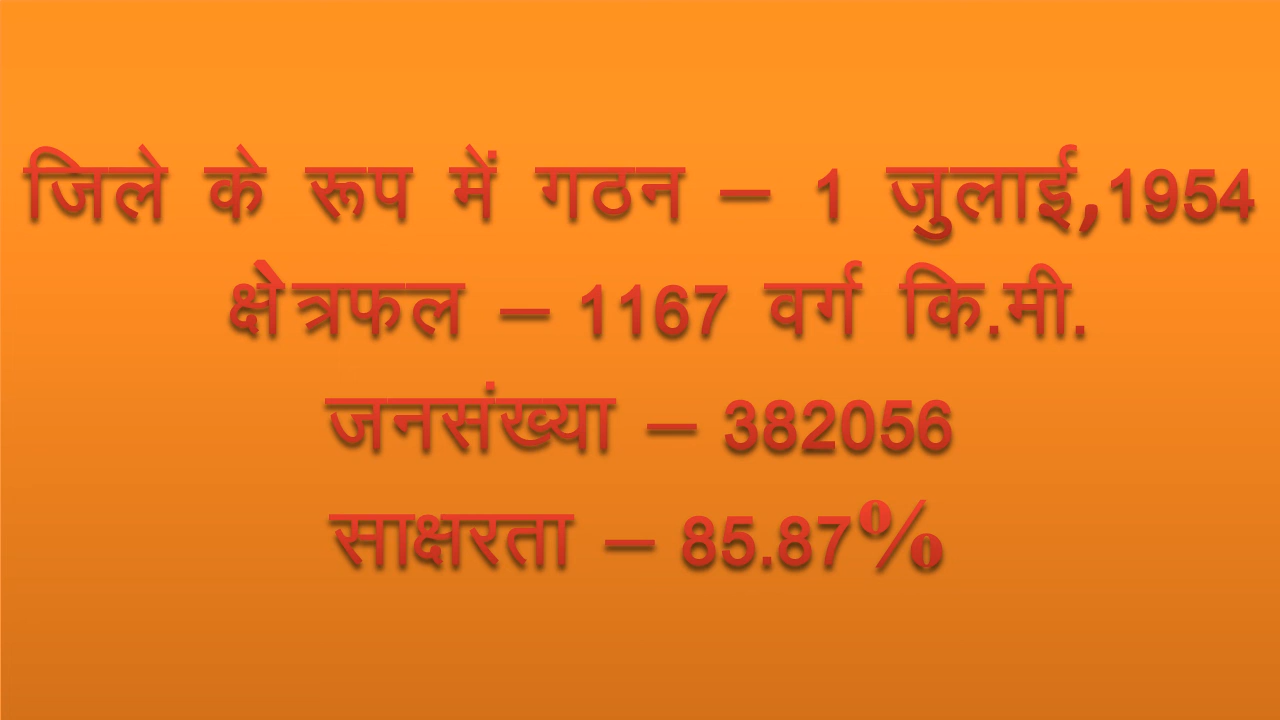 जिले के रूप में गठन – 1 जुलाई,1954
क्षेत्रफल – 1167 वर्ग कि.मी.
जनसंख्या – 382056
साक्षरता – 85.87%